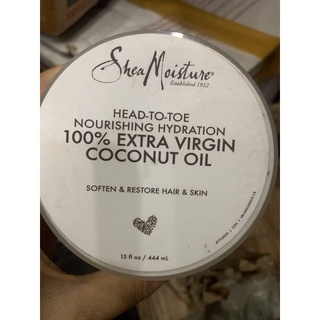 SheaMoisture®
Established 1912
HEAD-TO-TOE
NOURISHING HYDRATION
100% EXTRA VIRGIN
COCONUT OIL
SOFTEN & RESTORE HAIR & SKIN
15 fl oz / 444 mL